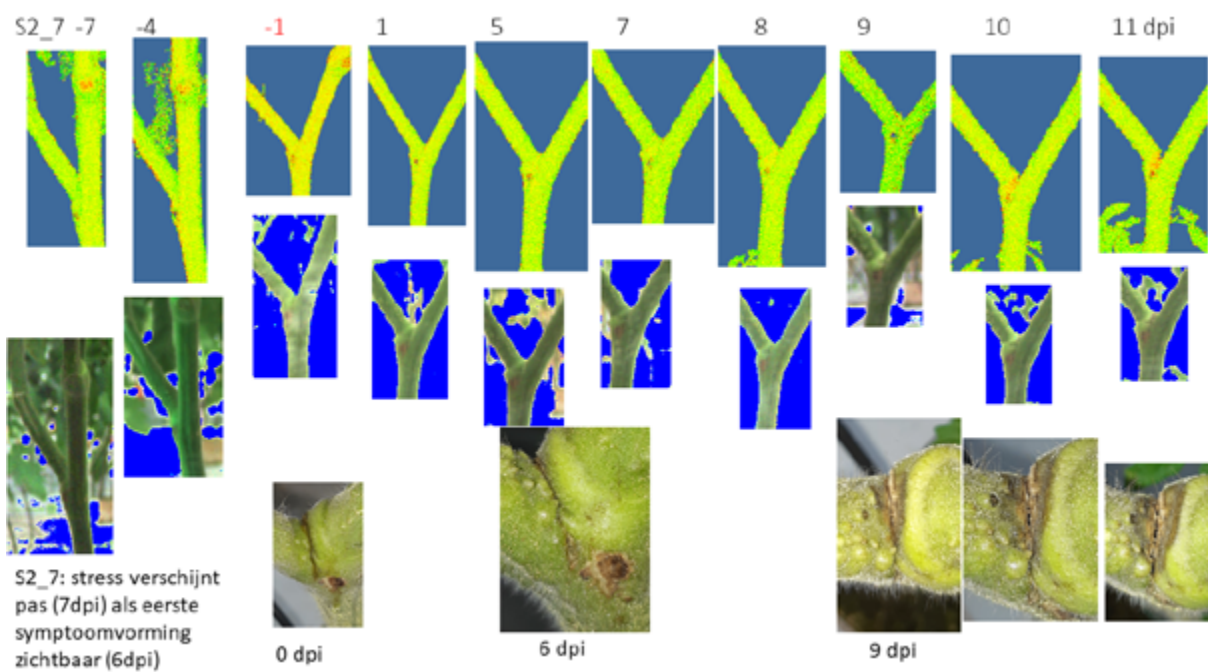 S2_7 -7 -4 -1 1 5 7 8 9 10 11 dpi
S2_7: stress verschijnt
pas (7dpi) als eerste
symptoomvorming
zichtbaar (6dpi)
0 dpi 6 dpi 9 dpi